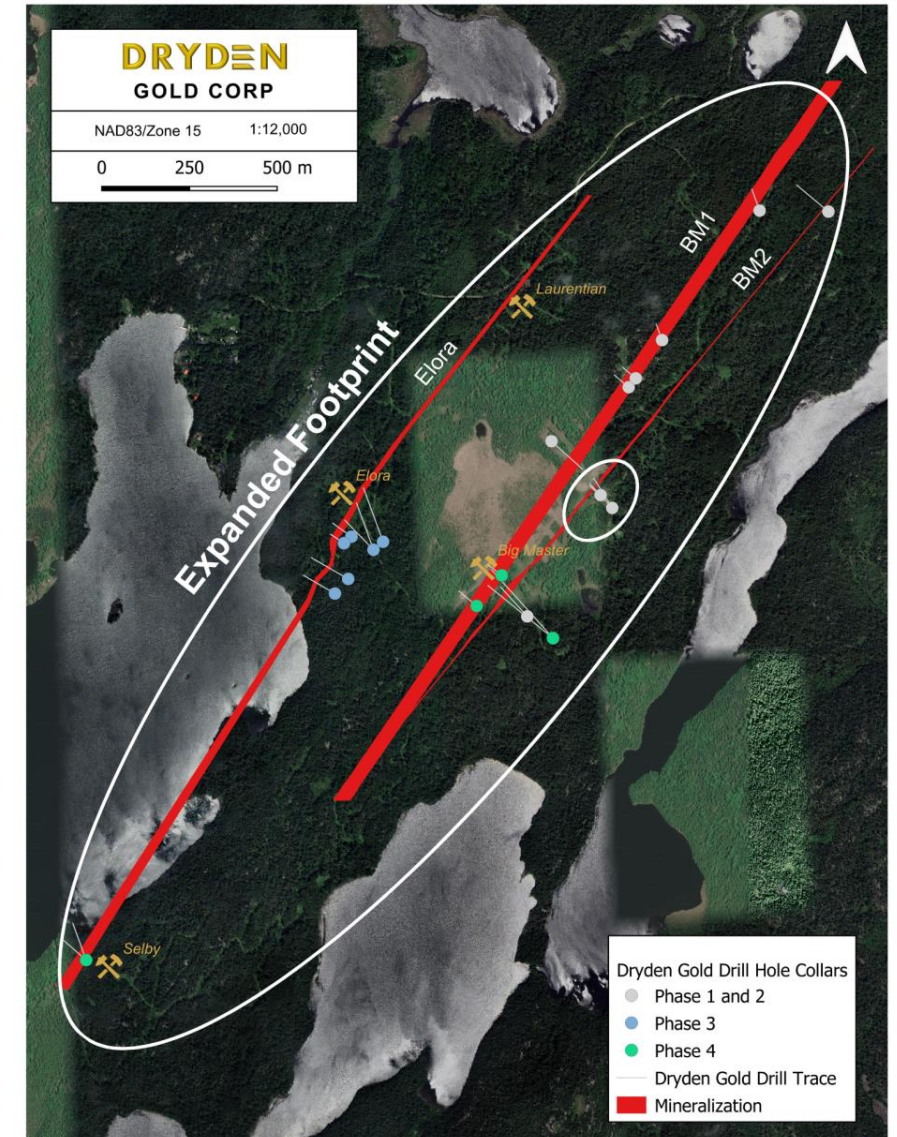 DRYDEN
GOLD CORP
NAD83/Zone 15 1:12,000
0 250 500 m
BM1
BM2
Laurentian
Elora
Expanded Footprint
Elora
Big Master
Selby
Dryden Gold Drill Hole Collars
Phase 1 and 2
Phase 3
Phase 4
Dryden Gold Drill Trace
Mineralization